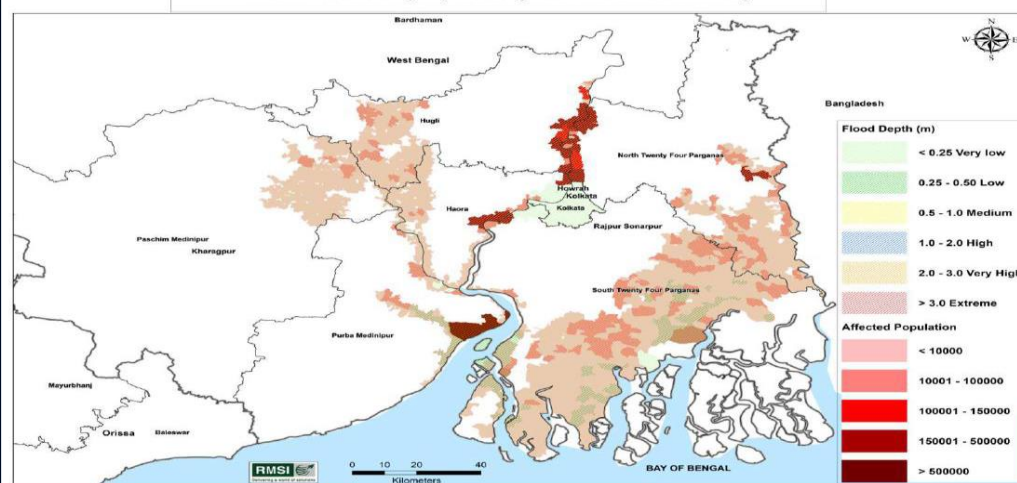 Bardhaman
N
W
E
S
West Bengal
Bangladesh
Hugli
Flood Depth (m)
< 0.25 Very low
North Twenty Four Parganas
0.25 - 0.50 Low
Howrah
Kolkata
Haora
Kolkata
0.5 - 1.0 Medium
Rajpur Sonarpur
Paschim Medinipur
Kharagpur
1.0 - 2.0 High
2.0 - 3.0 Very High
South Twenty Four Parganas
> 3.0 Extreme
Affected Population
Purba Medinipur
< 10000
Mayurbhanj
10001 - 100000
100001 - 150000
Orissa
Baleswar
150001 - 500000
RMSI
Delivering a world of solutions
0 10 20 40
Kilometers
BAY OF BENGAL
> 500000